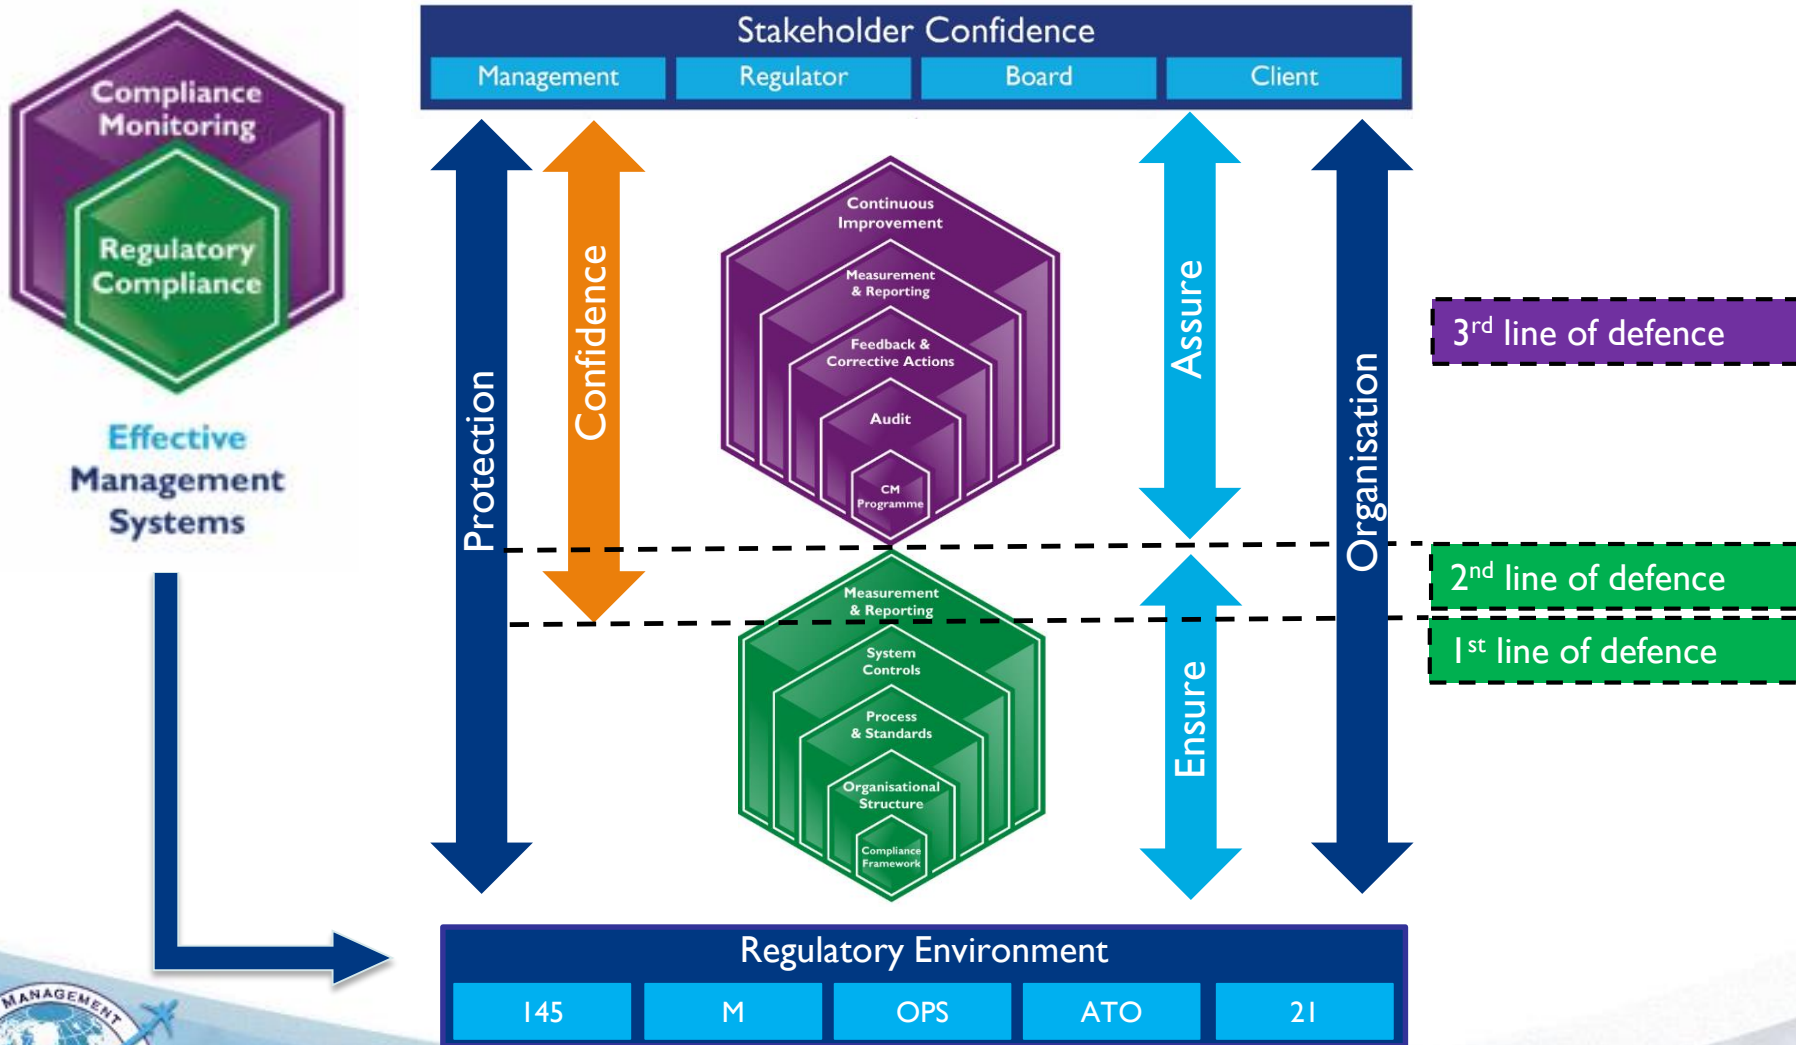 Compliance
Monitoring
Regulatory
Compliance
Effective
Management
Systems
Stakeholder Confidence
Management
Regulator
Board
Client
Protection
Confidence
Continuous
Improvement
Measurement
& Reporting
Feedback &
Corrective Actions
Audit
CM
Programme
Assure
Organisation
3rd line of defence
2nd line of defence
1st line of defence
Measurement
& Reporting
System
Controls
Process
& Standards
Organisational
Structure
Compliance
Framework
Ensure
Regulatory Environment
145
M
OPS
ATO
21
MANAGEMENT